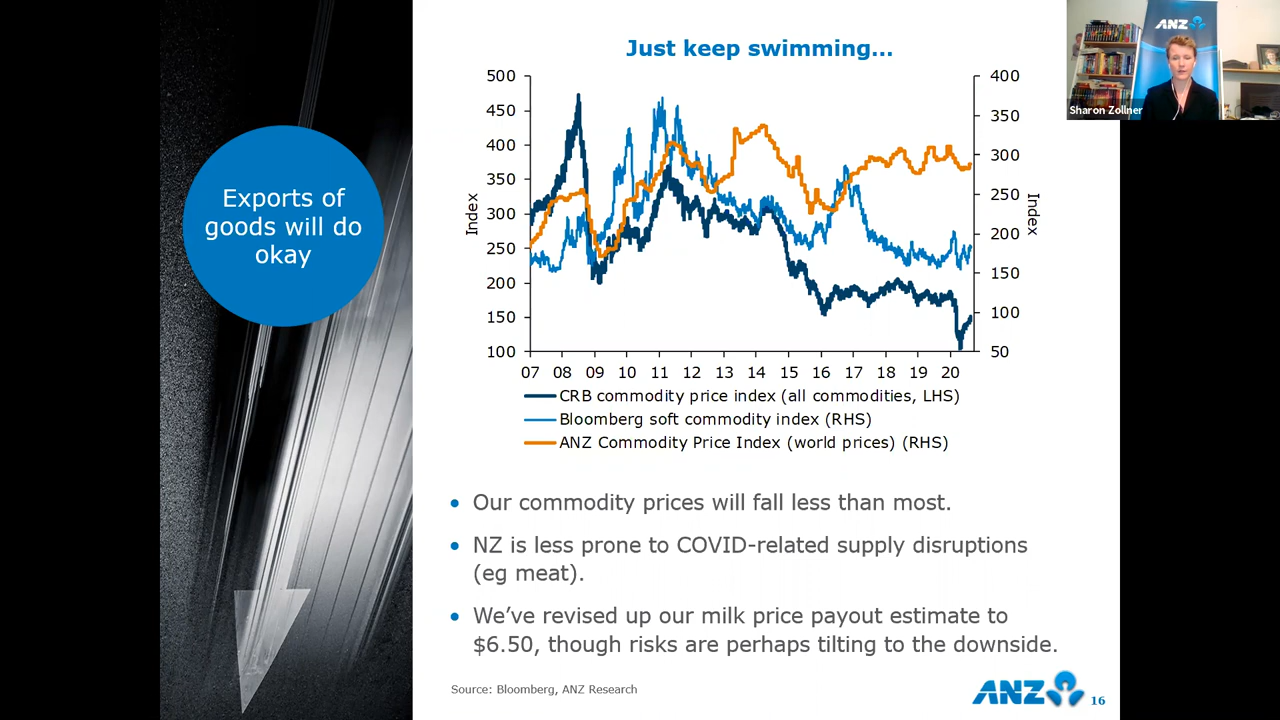 Exports of
goods will do
okay
Just keep swimming...
500
450
400
350
300
250
200
150
100
Index
400
350
300
250
200
150
100
50
Index
07 08 09 10 11 12 13 14 15 16 17 18 19 20
CRB commodity price index (all commodities, LHS)
Bloomberg soft commodity index (RHS)
ANZ Commodity Price Index (world prices) (RHS)
• Our commodity prices will fall less than most.
• NZ is less prone to COVID-related supply disruptions
(eg meat).
• We’ve revised up our milk price payout estimate to
$6.50, though risks are perhaps tilting to the downside.
Source: Bloomberg, ANZ Research
ANZ
16
ANZ
Sharon Zollner